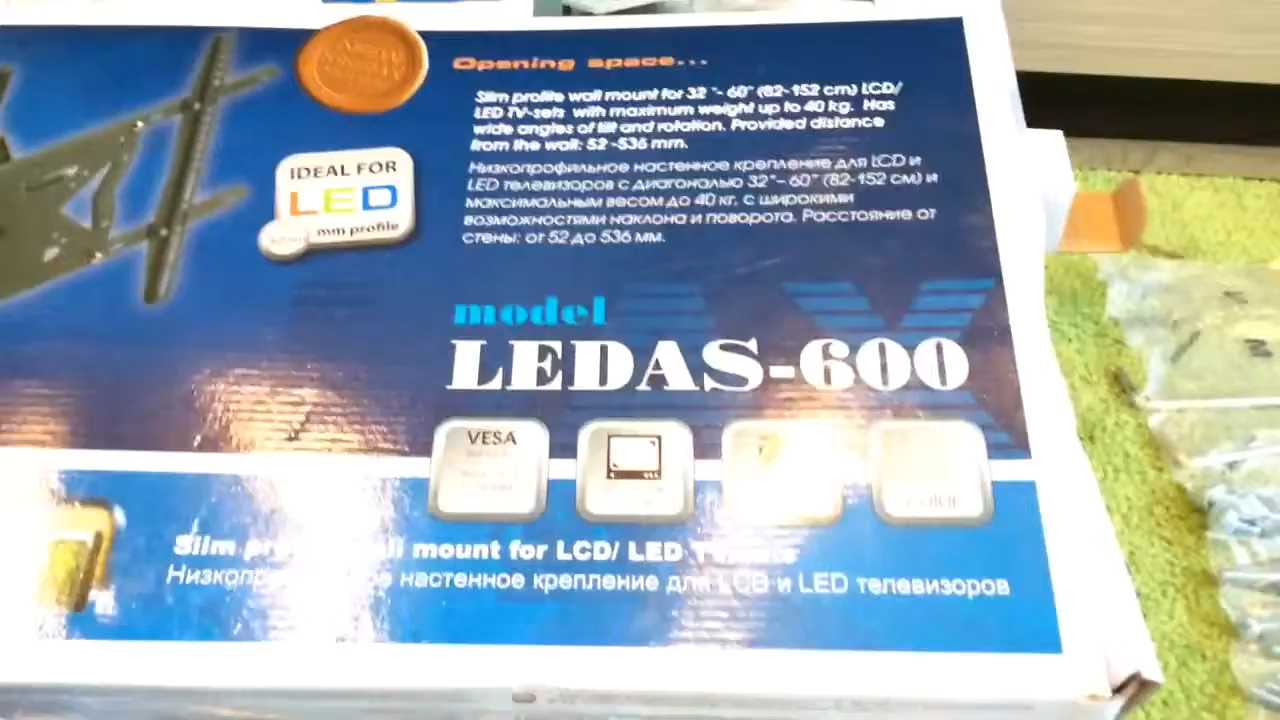 Opening space...
Slim profile wall mount for 32"- 60" (82-152 cm) LCD/
LED TV-sets with maximum weight up to 40 kg. Has
wide angles of tilt and rotation. Provided distance
from the wall: 52 -536 mm.
Низкопрофильное настенное крепление для LCD и
LED телевизоров с диагональю 32"- 60" (82-152 см) и
максимальным весом до 40 кг, с широкими
возможностями наклона и поворота. Расстояние от
стены: от 52 до 536 мм.
IDEAL FOR
LED
mm profile
model
LEDAS-600
VESA
Slim mount for LCD/ LED
настенное крепление для LCD и LED телевизоров